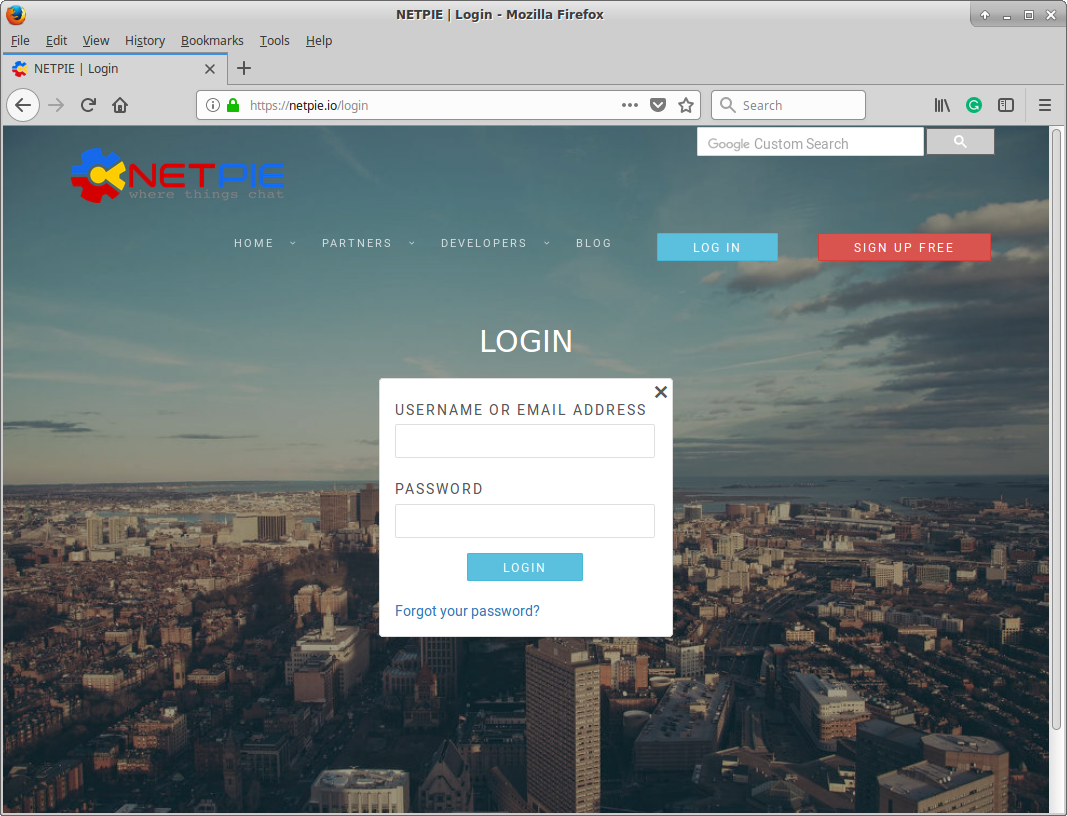 NETPIE | Login - Mozilla Firefox
File Edit View History Bookmarks Tools Help
NETPIE | Login
https://netpie.io/login
Search
Google Custom Search
NETPIE
where things chat
HOME PARTNERS DEVELOPERS BLOG LOG IN SIGN UP FREE
LOGIN
USERNAME OR EMAIL ADDRESS
PASSWORD
LOGIN
Forgot your password?